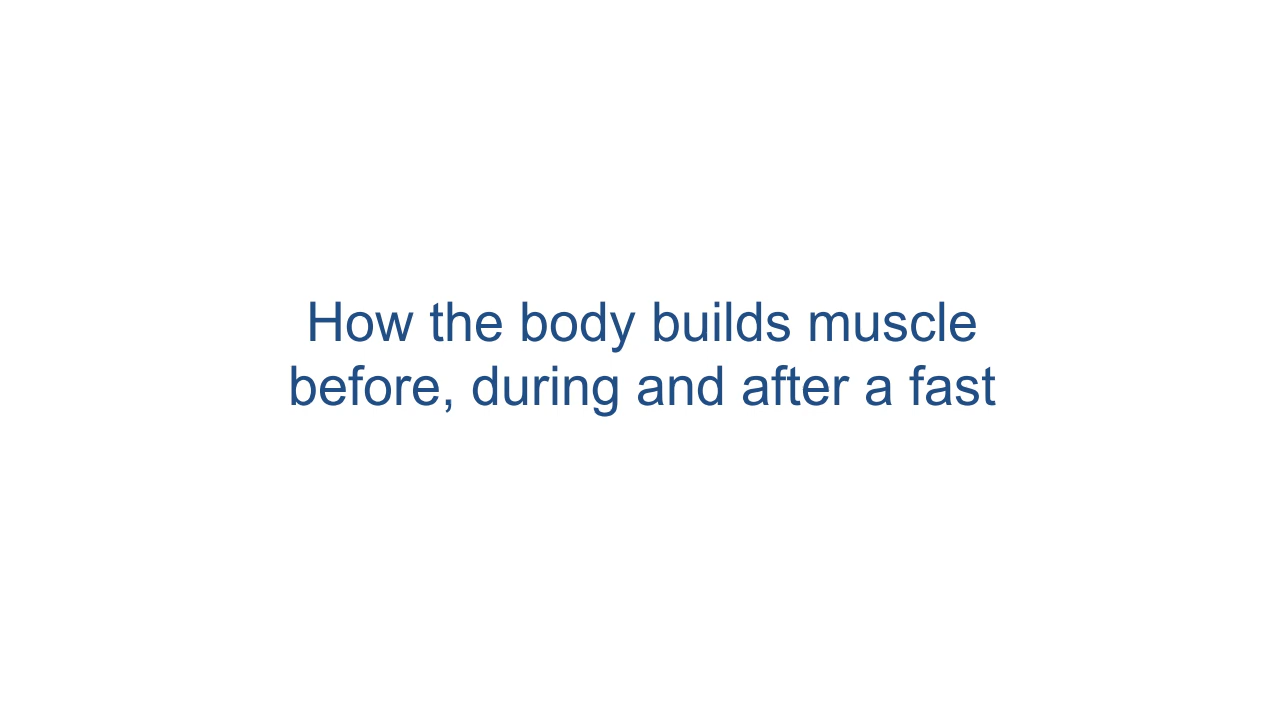 How the body builds muscle
before, during and after a fast